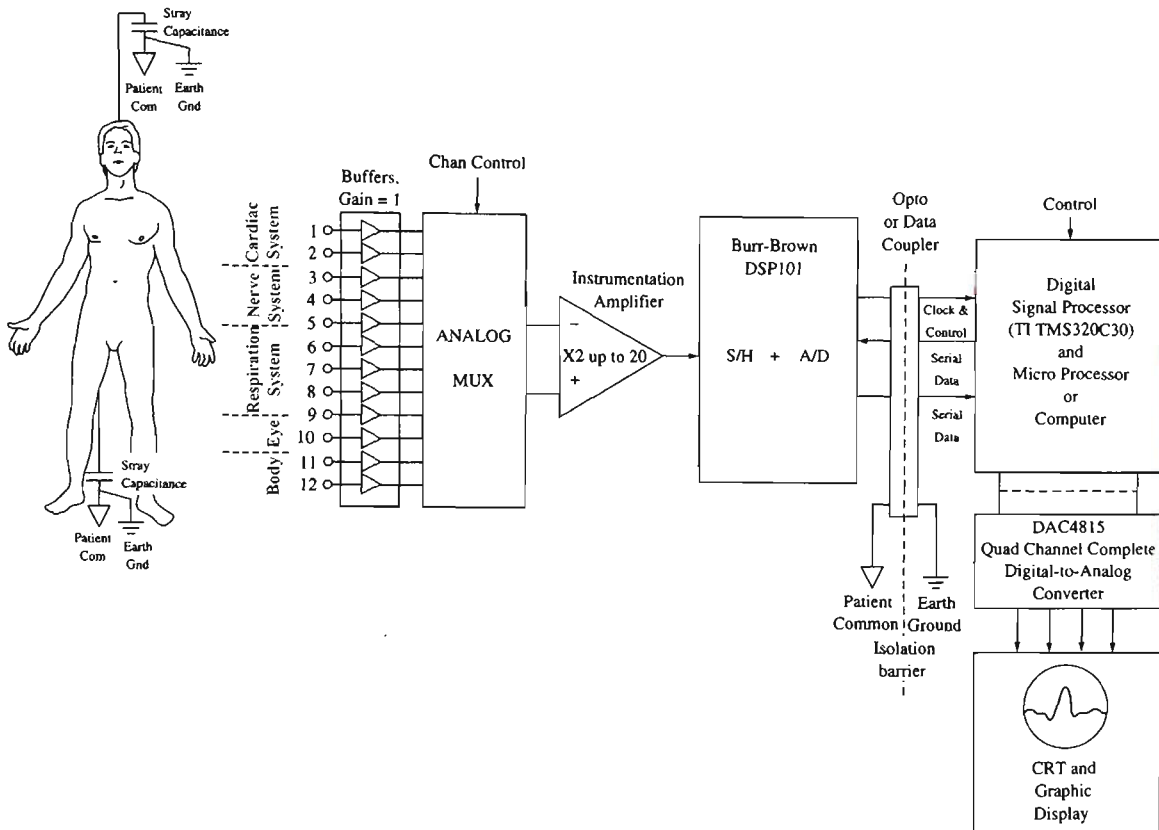 Stray
Capacitance
Patient
Com
Earth
Gnd
Chan Control
Buffers,
Gain = 1
Cardiac
System
Nerve
System
Respiration
System
Eye
Body
1
2
3
4
5
6
7
8
9
10
11
12
ANALOG
MUX
Instrumentation
Amplifier
−
X2 up to 20
+
Burr-Brown
DSP101
S/H + A/D
Opto
or Data
Coupler
Clock &
Control
Serial
Data
Serial
Data
Control
Digital
Signal Processor
(TI TMS320C30)
and
Micro Processor
or
Computer
Stray
Capacitance
Patient
Com
Earth
Gnd
Patient
Common
Earth
Ground
Isolation
barrier
DAC4815
Quad Channel Complete
Digital-to-Analog
Converter
CRT and
Graphic
Display